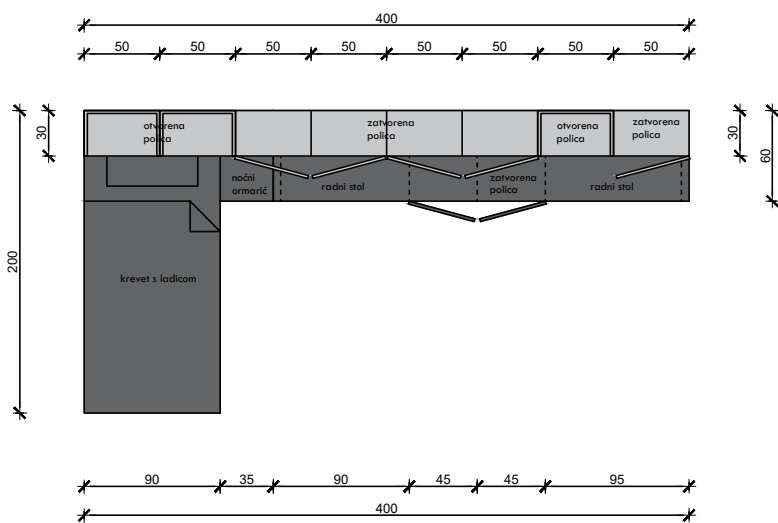 400
50 50 50 50 50 50 50 50
30
otvorena
polica
zatvorena
polica
otvorena
polica
zatvorena
polica
30
60
noćni
ormarić
radni stol
zatvorena
polica
radni stol
200
krevet s ladicom
90 35 90 45 45 95
400